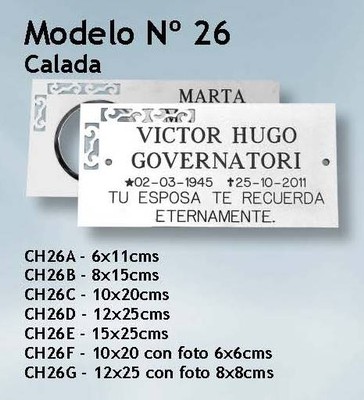 Modelo Nº 26
Calada
MARTA
VICTOR HUGO
GOVERNATORI
★02-03-1945 ✝25-10-2011
TU ESPOSA TE RECUERDA
ETERNAMENTE.
CH26A - 6x11cms
CH26B - 8x15cms
CH26C - 10x20cms
CH26D - 12x25cms
CH26E - 15x25cms
CH26F - 10x20 con foto 6x6cms
CH26G - 12x25 con foto 8x8cms